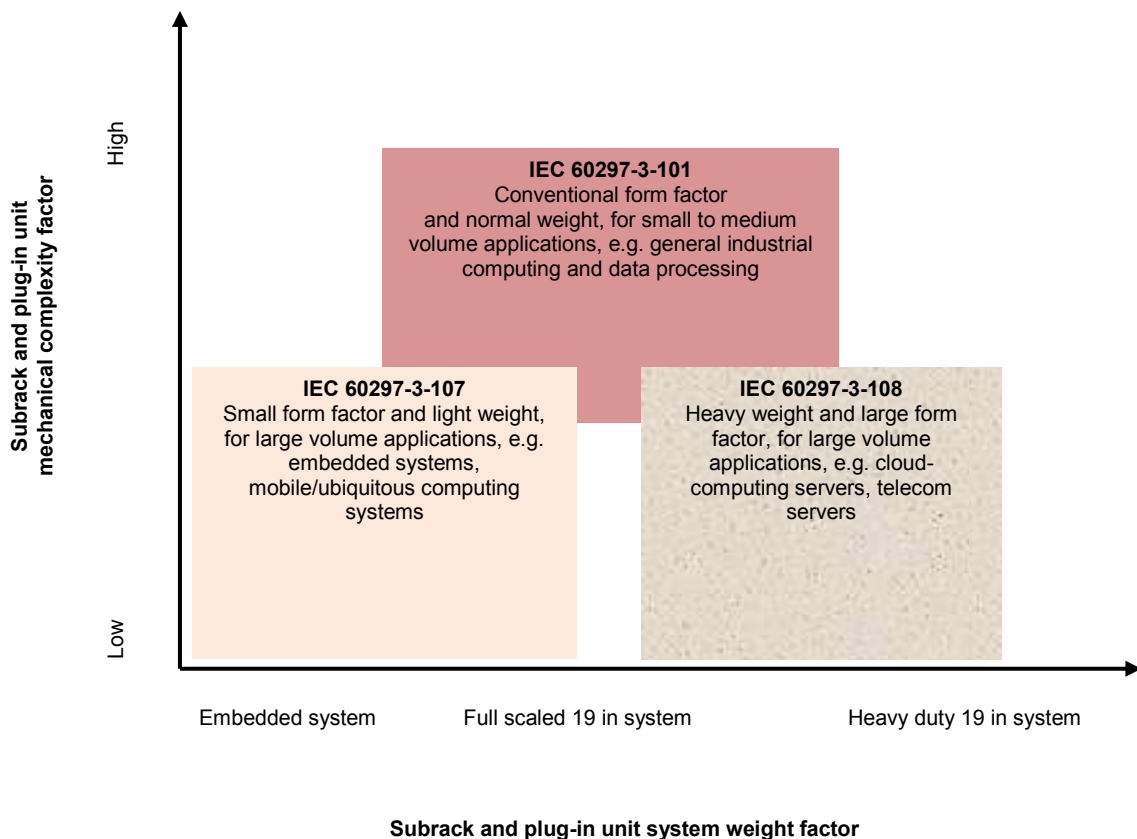 Subrack and plug-in unit
mechanical complexity factor
High
Low
IEC 60297-3-101
Conventional form factor
and normal weight, for small to medium
volume applications, e.g. general industrial
computing and data processing
IEC 60297-3-107
Small form factor and light weight,
for large volume applications, e.g.
embedded systems,
mobile/ubiquitous computing
systems
IEC 60297-3-108
Heavy weight and large form
factor, for large volume
applications, e.g. cloud-
computing servers, telecom
servers
Embedded system
Full scaled 19 in system
Heavy duty 19 in system
Subrack and plug-in unit system weight factor